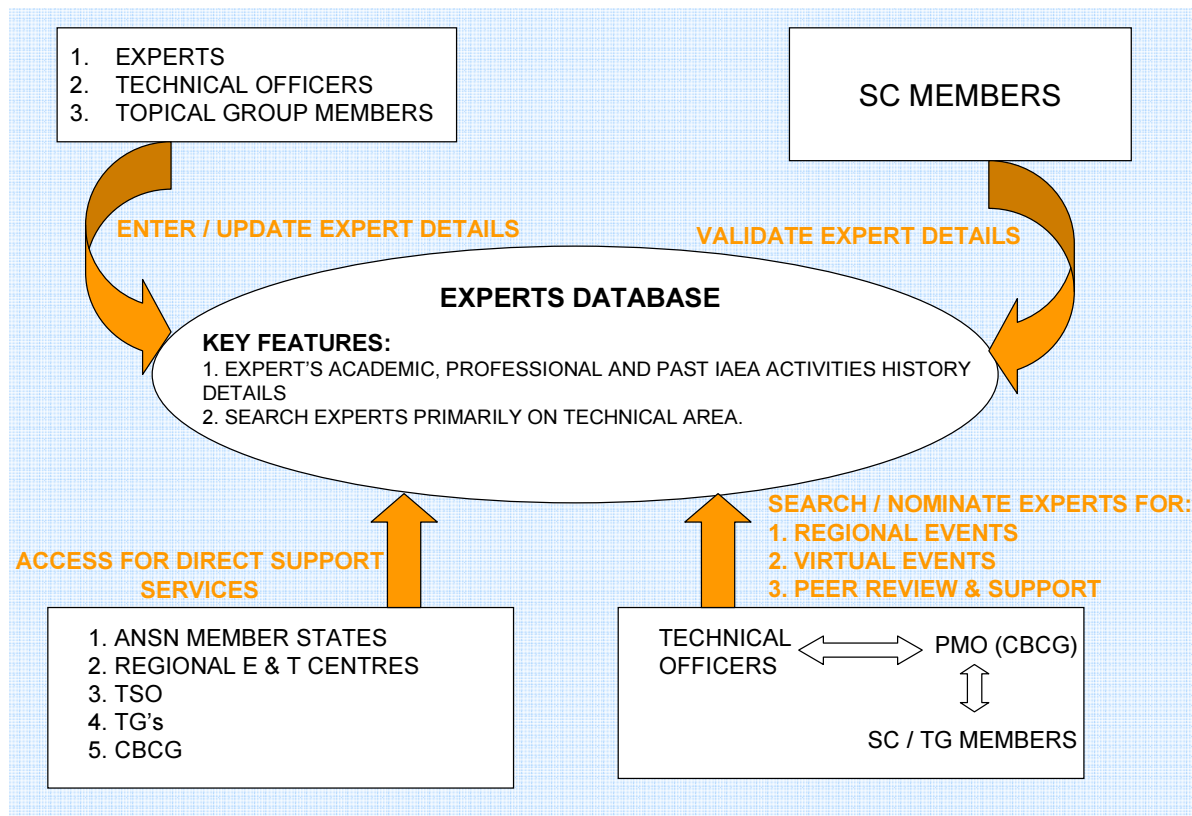 1. EXPERTS
2. TECHNICAL OFFICERS
3. TOPICAL GROUP MEMBERS
SC MEMBERS
ENTER / UPDATE EXPERT DETAILS
VALIDATE EXPERT DETAILS
EXPERTS DATABASE
KEY FEATURES:
1. EXPERT'S ACADEMIC, PROFESSIONAL AND PAST IAEA ACTIVITIES HISTORY
DETAILS
2. SEARCH EXPERTS PRIMARILY ON TECHNICAL AREA.
ACCESS FOR DIRECT SUPPORT
SERVICES
SEARCH / NOMINATE EXPERTS FOR:
1. REGIONAL EVENTS
2. VIRTUAL EVENTS
3. PEER REVIEW & SUPPORT
1. ANSN MEMBER STATES
2. REGIONAL E & T CENTRES
3. TSO
4. TG's
5. CBCG
TECHNICAL
OFFICERS
PMO (CBCG)
SC / TG MEMBERS